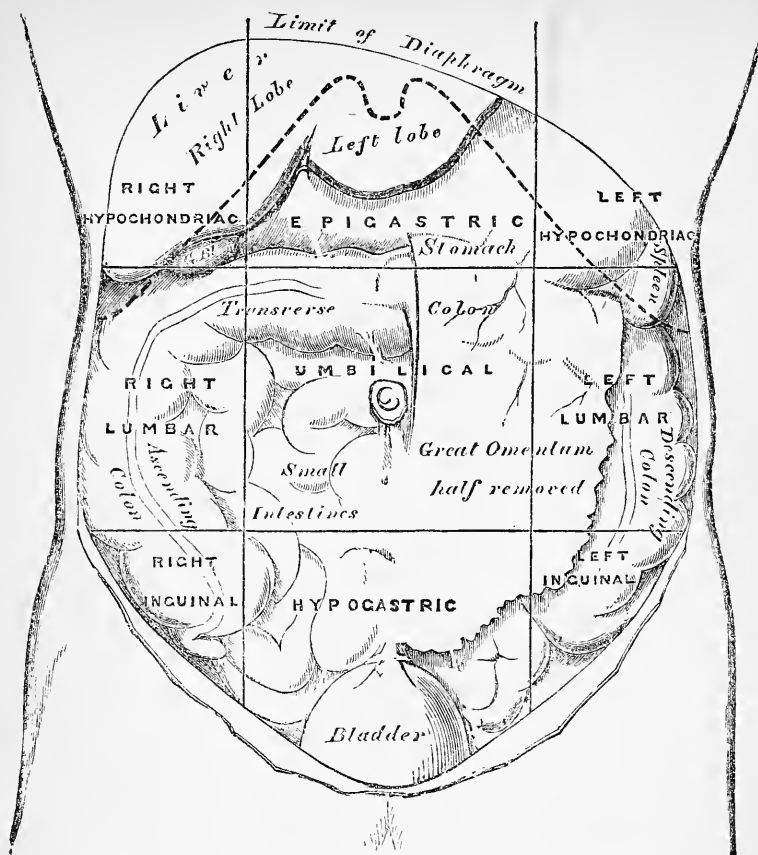 Limit of Diaphragm
Liver
Right Lobe
Left lobe
RIGHT
HYPOCHONDRIAC
EPIGASTRIC
LEFT
HYPOCHONDRIAC
Stomach
Spleen
Transverse
Colon
UMBILICAL
RIGHT
LUMBAR
LEFT
LUMBAR
Ascending
Colon
Descending
Colon
Small
Intestines
Great Omentum
half removed
RIGHT
INGUINAL
HYPOGASTRIC
LEFT
INGUINAL
Bladder